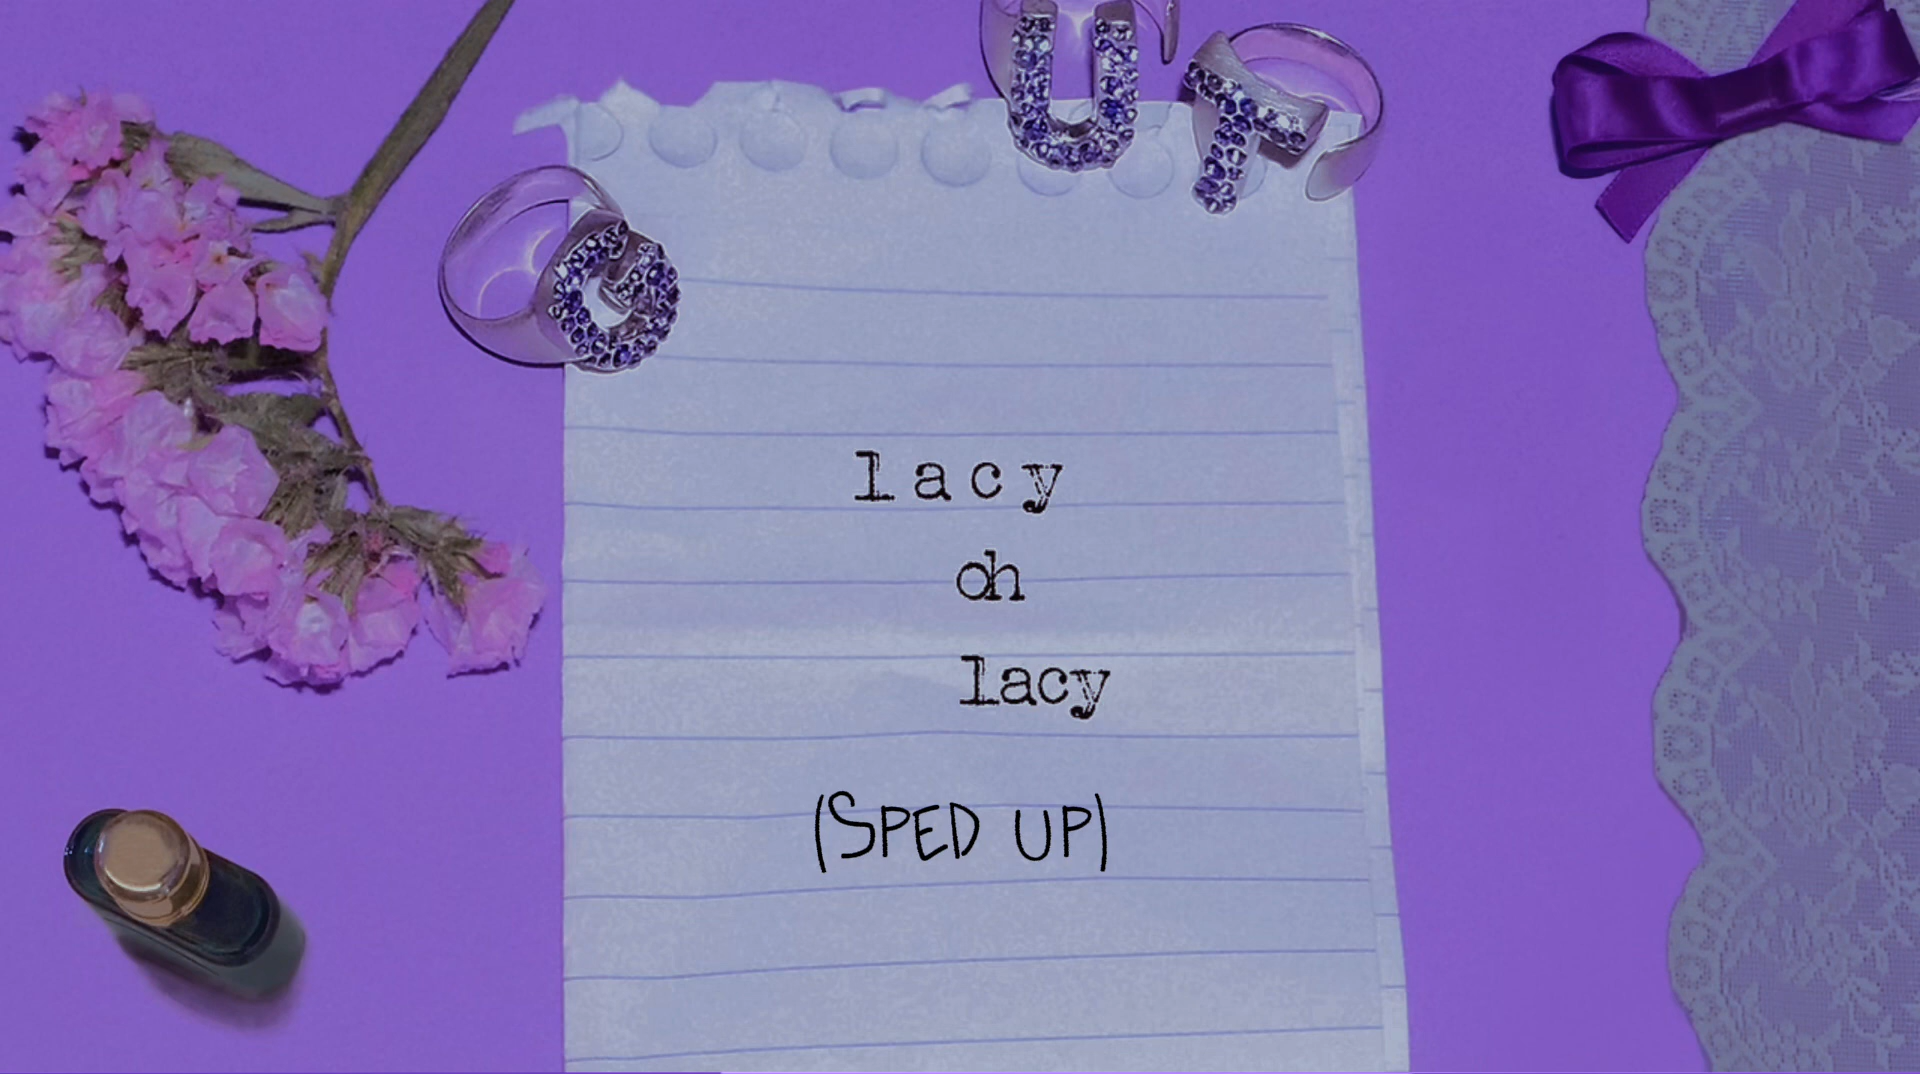 U T
G
lacy
oh
lacy
(SPED UP)